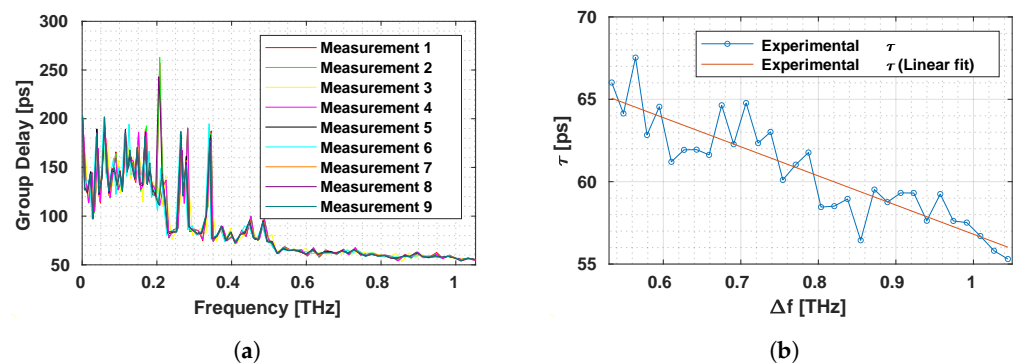 300
250
200
150
100
50
Group Delay [ps]
0
0.2
0.4
0.6
0.8
1
Frequency [THz]
Measurement 1
Measurement 2
Measurement 3
Measurement 4
Measurement 5
Measurement 6
Measurement 7
Measurement 8
Measurement 9
(a)
70
65
60
55
τ [ps]
0.6
0.7
0.8
0.9
1
Δf [THz]
Experimental τ
Experimental τ (Linear fit)
(b)